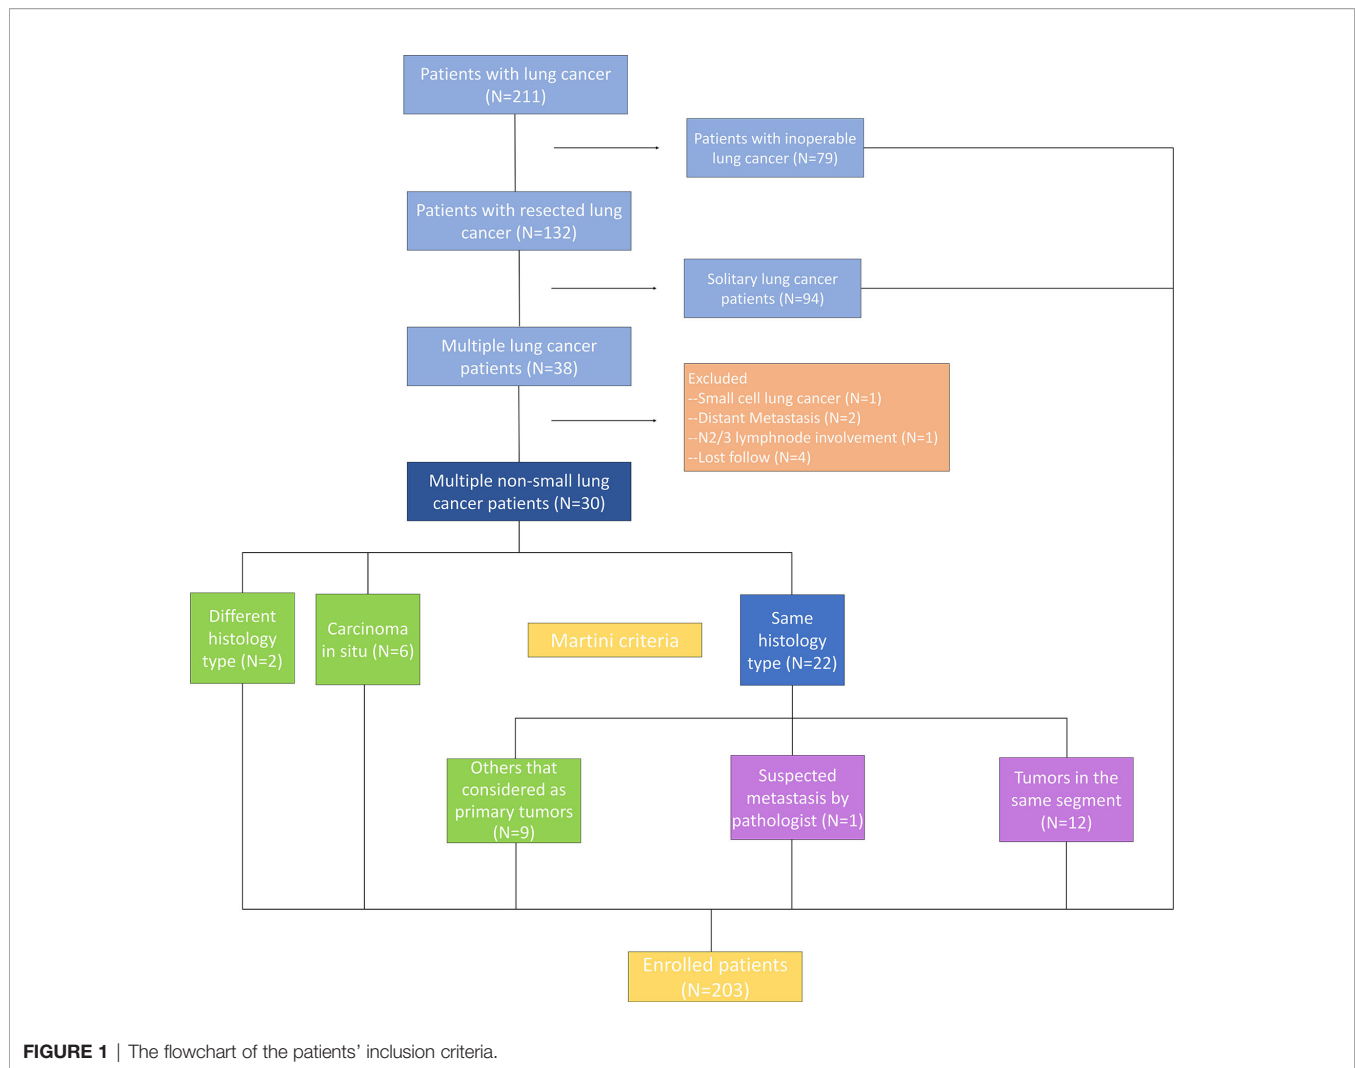 Patients with lung cancer
(N=211)
Patients with inoperable
lung cancer (N=79)
Patients with resected lung
cancer (N=132)
Solitary lung cancer
patients (N=94)
Multiple lung cancer
patients (N=38)
Excluded
--Small cell lung cancer (N=1)
--Distant Metastasis (N=2)
--N2/3 lymphnode involvement (N=1)
--Lost follow (N=4)
Multiple non-small lung
cancer patients (N=30)
Different
histology
type (N=2)
Carcinoma
in situ (N=6)
Martini criteria
Same
histology
type (N=22)
Others that
considered as
primary tumors
(N=9)
Suspected
metastasis by
pathologist (N=1)
Tumors in the
same segment
(N=12)
Enrolled patients
(N=203)
FIGURE 1 | The flowchart of the patients’ inclusion criteria.